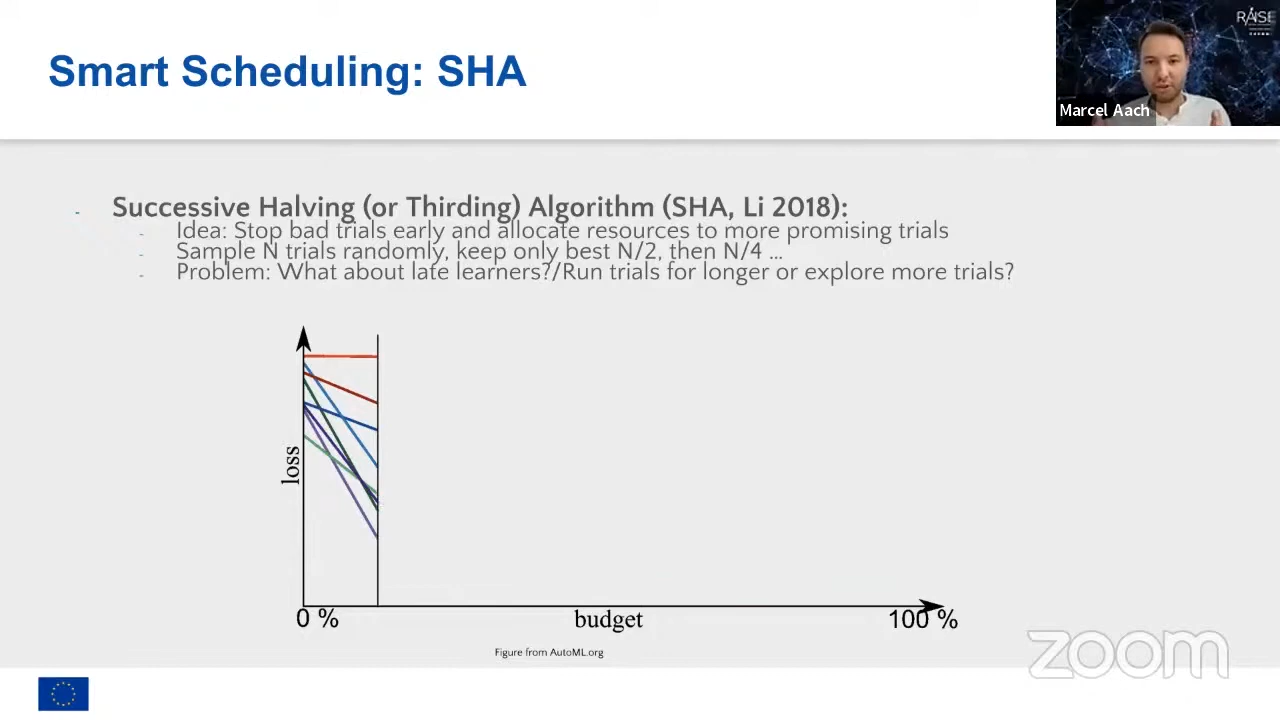 Smart Scheduling: SHA
RAISE
Marcel Aach
- Successive Halving (or Thirding) Algorithm (SHA, Li 2018):
- Idea: Stop bad trials early and allocate resources to more promising trials
- Sample N trials randomly, keep only best N/2, then N/4 ...
- Problem: What about late learners?/Run trials for longer or explore more trials?
loss
0 %
budget
100 %
Figure from AutoML.org
zoom